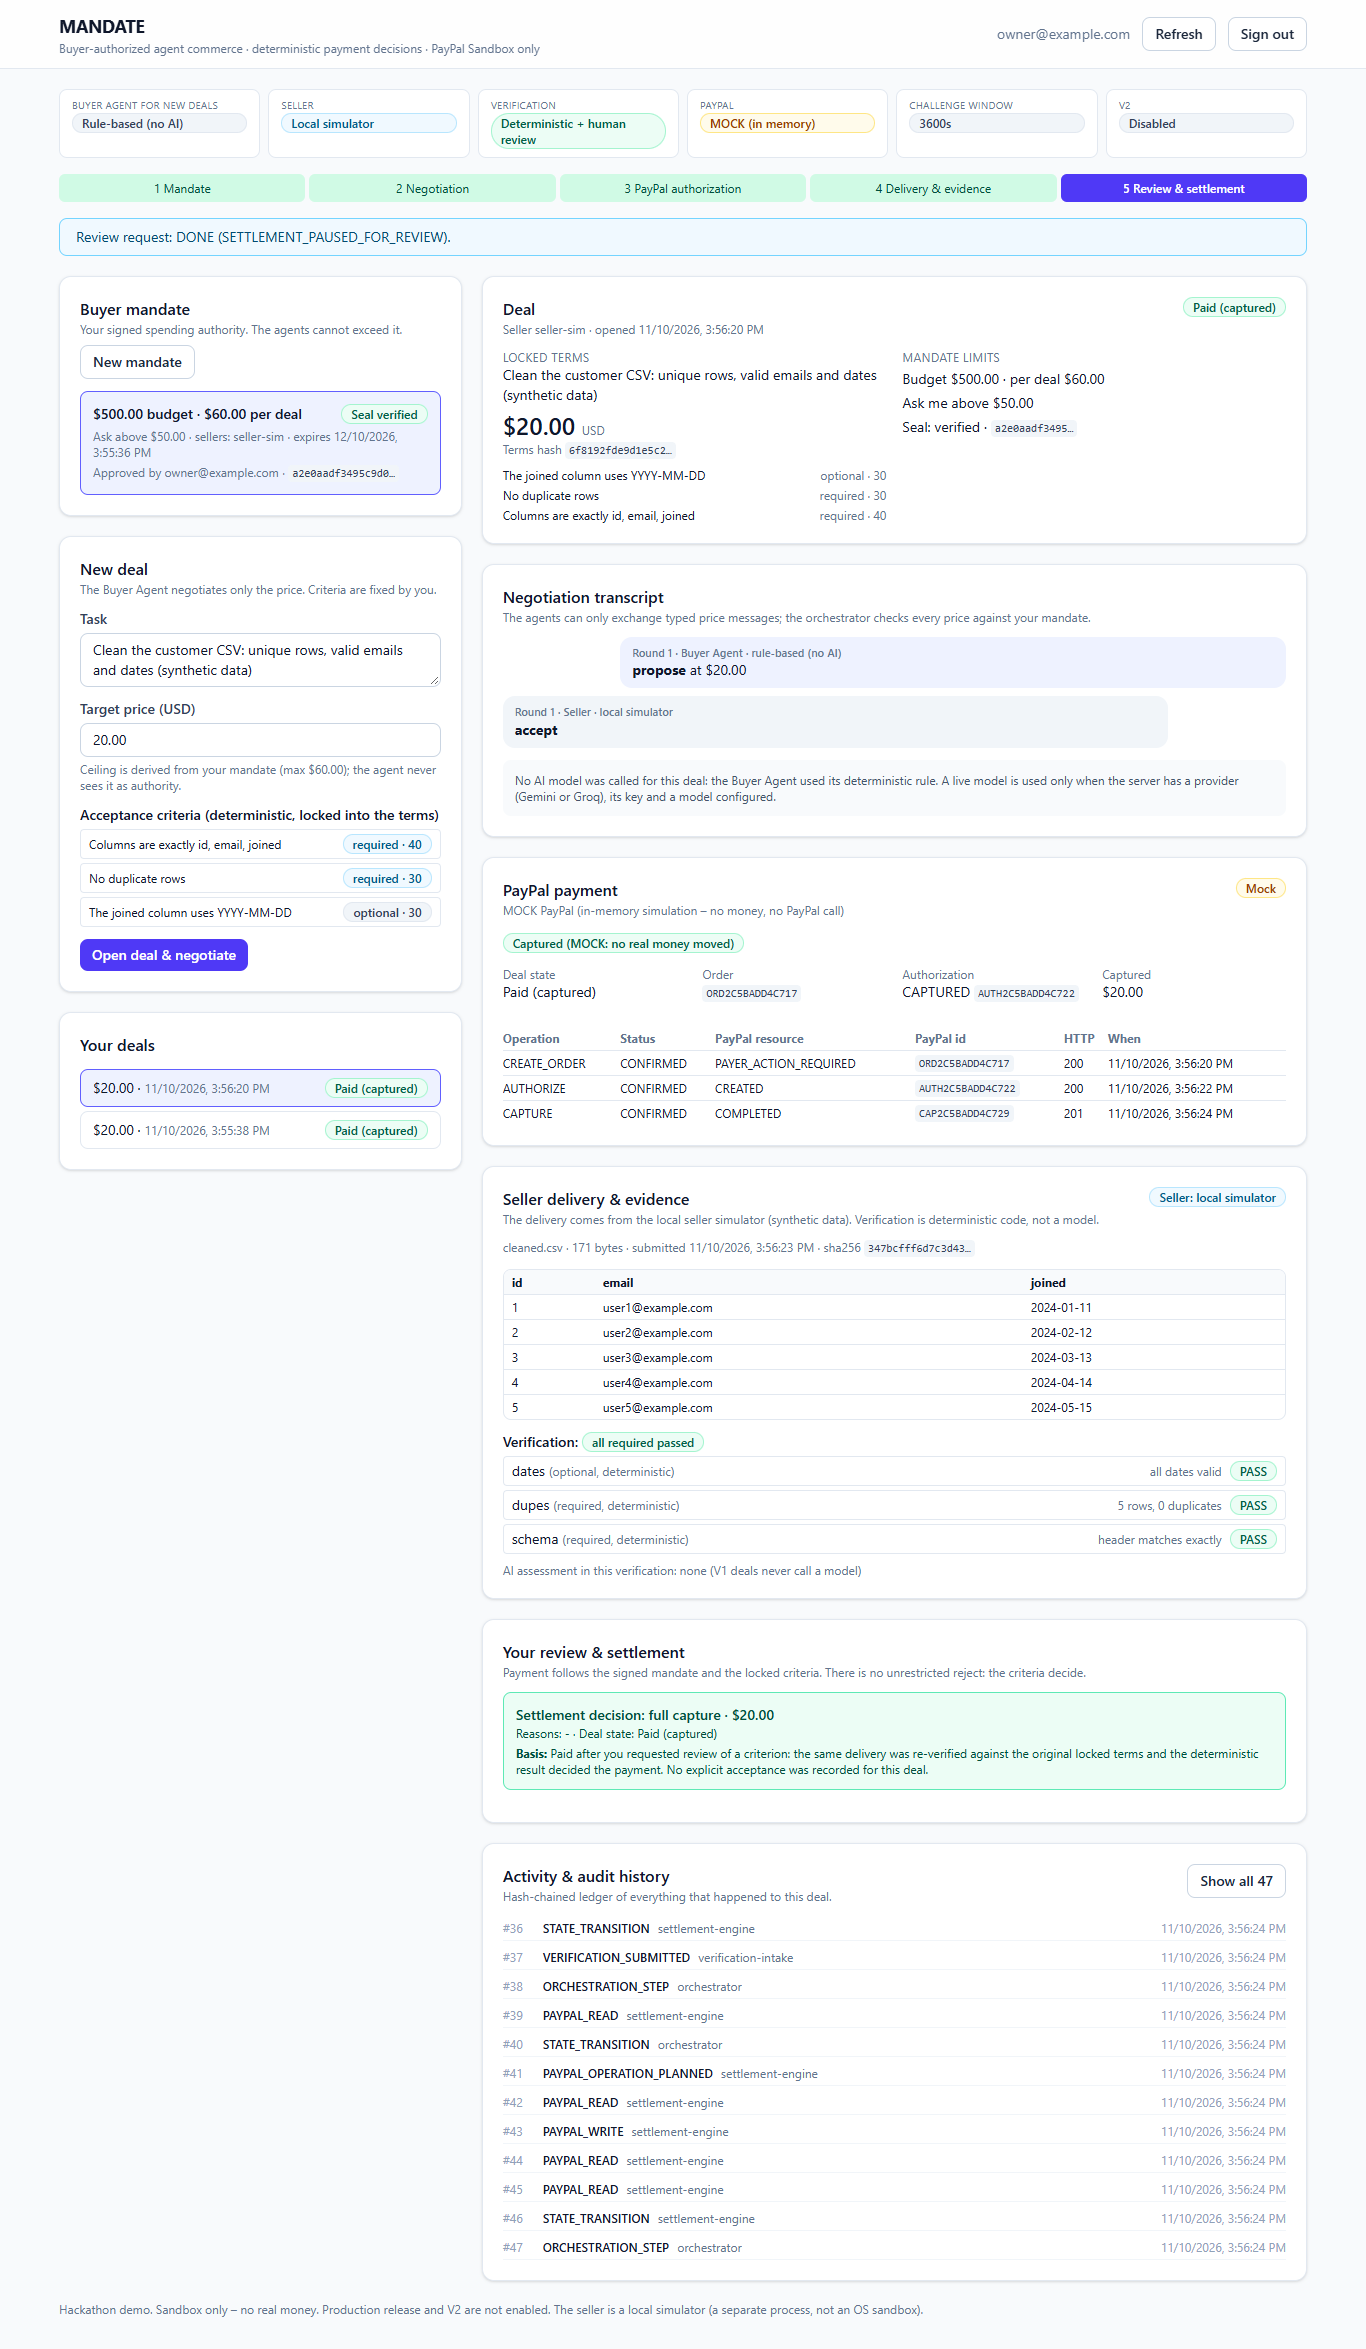 MANDATE
Buyer-authorized agent commerce · deterministic payment decisions · PayPal Sandbox only
owner@example.com
Refresh
Sign out
BUYER AGENT FOR NEW DEALS
Rule-based (no AI)
SELLER
Local simulator
VERIFICATION
Deterministic + human
review
PAYPAL
MOCK (in memory)
CHALLENGE WINDOW
3600s
V2
Disabled
1 Mandate
2 Negotiation
3 PayPal authorization
4 Delivery & evidence
5 Review & settlement
Review request: DONE (SETTLEMENT_PAUSED_FOR_REVIEW).
Buyer mandate
Your signed spending authority. The agents cannot exceed it.
New mandate
$500.00 budget · $60.00 per deal
Seal verified
Ask above $50.00 · sellers: seller-sim · expires 12/10/2026,
3:55:36 PM
Approved by owner@example.com · a2e0aadf3495c9d0…
New deal
The Buyer Agent negotiates only the price. Criteria are fixed by you.
Task
Clean the customer CSV: unique rows, valid emails
and dates (synthetic data)
Target price (USD)
20.00
Ceiling is derived from your mandate (max $60.00); the agent never
sees it as authority.
Acceptance criteria (deterministic, locked into the terms)
Columns are exactly id, email, joined required · 40
No duplicate rows required · 30
The joined column uses YYYY-MM-DD optional · 30
Open deal & negotiate
Your deals
$20.00 · 11/10/2026, 3:56:20 PM Paid (captured)
$20.00 · 11/10/2026, 3:55:38 PM Paid (captured)
Deal
Paid (captured)
Seller seller-sim · opened 11/10/2026, 3:56:20 PM
LOCKED TERMS
Clean the customer CSV: unique rows, valid emails and dates
(synthetic data)
$20.00 USD
Terms hash 6f8192fde9d1e5c2…
The joined column uses YYYY-MM-DD optional · 30
No duplicate rows required · 30
Columns are exactly id, email, joined required · 40
MANDATE LIMITS
Budget $500.00 · per deal $60.00
Ask me above $50.00
Seal: verified · a2e0aadf3495…
Negotiation transcript
The agents can only exchange typed price messages; the orchestrator checks every price against your mandate.
Round 1 · Buyer Agent · rule-based (no AI)
propose at $20.00
Round 1 · Seller · local simulator
accept
No AI model was called for this deal: the Buyer Agent used its deterministic rule. A live model is used only when the server has a provider
(Gemini or Groq), its key and a model configured.
PayPal payment
Mock
MOCK PayPal (in-memory simulation – no money, no PayPal call)
Captured (MOCK: no real money moved)
Deal state Order Authorization Captured
Paid (captured) ORD2C5BADD4C717 CAPTURED AUTH2C5BADD4C722 $20.00
Operation Status PayPal resource PayPal id HTTP When
CREATE_ORDER CONFIRMED PAYER_ACTION_REQUIRED ORD2C5BADD4C717 200 11/10/2026, 3:56:20 PM
AUTHORIZE CONFIRMED CREATED AUTH2C5BADD4C722 200 11/10/2026, 3:56:22 PM
CAPTURE CONFIRMED COMPLETED CAP2C5BADD4C729 201 11/10/2026, 3:56:24 PM
Seller delivery & evidence
Seller: local simulator
The delivery comes from the local seller simulator (synthetic data). Verification is deterministic code, not a model.
cleaned.csv · 171 bytes · submitted 11/10/2026, 3:56:23 PM · sha256 347bcfff6d7c3d43…
id email joined
1 user1@example.com 2024-01-11
2 user2@example.com 2024-02-12
3 user3@example.com 2024-03-13
4 user4@example.com 2024-04-14
5 user5@example.com 2024-05-15
Verification: all required passed
dates (optional, deterministic) all dates valid PASS
dupes (required, deterministic) 5 rows, 0 duplicates PASS
schema (required, deterministic) header matches exactly PASS
AI assessment in this verification: none (V1 deals never call a model)
Your review & settlement
Payment follows the signed mandate and the locked criteria. There is no unrestricted reject: the criteria decide.
Settlement decision: full capture · $20.00
Reasons: - · Deal state: Paid (captured)
Basis: Paid after you requested review of a criterion: the same delivery was re-verified against the original locked terms and the deterministic
result decided the payment. No explicit acceptance was recorded for this deal.
Activity & audit history
Show all 47
Hash-chained ledger of everything that happened to this deal.
#36 STATE_TRANSITION settlement-engine 11/10/2026, 3:56:24 PM
#37 VERIFICATION_SUBMITTED verification-intake 11/10/2026, 3:56:24 PM
#38 ORCHESTRATION_STEP orchestrator 11/10/2026, 3:56:24 PM
#39 PAYPAL_READ settlement-engine 11/10/2026, 3:56:24 PM
#40 STATE_TRANSITION orchestrator 11/10/2026, 3:56:24 PM
#41 PAYPAL_OPERATION_PLANNED settlement-engine 11/10/2026, 3:56:24 PM
#42 PAYPAL_READ settlement-engine 11/10/2026, 3:56:24 PM
#43 PAYPAL_WRITE settlement-engine 11/10/2026, 3:56:24 PM
#44 PAYPAL_READ settlement-engine 11/10/2026, 3:56:24 PM
#45 PAYPAL_READ settlement-engine 11/10/2026, 3:56:24 PM
#46 STATE_TRANSITION settlement-engine 11/10/2026, 3:56:24 PM
#47 ORCHESTRATION_STEP orchestrator 11/10/2026, 3:56:24 PM
Hackathon demo. Sandbox only – no real money. Production release and V2 are not enabled. The seller is a local simulator (a separate process, not an OS sandbox).